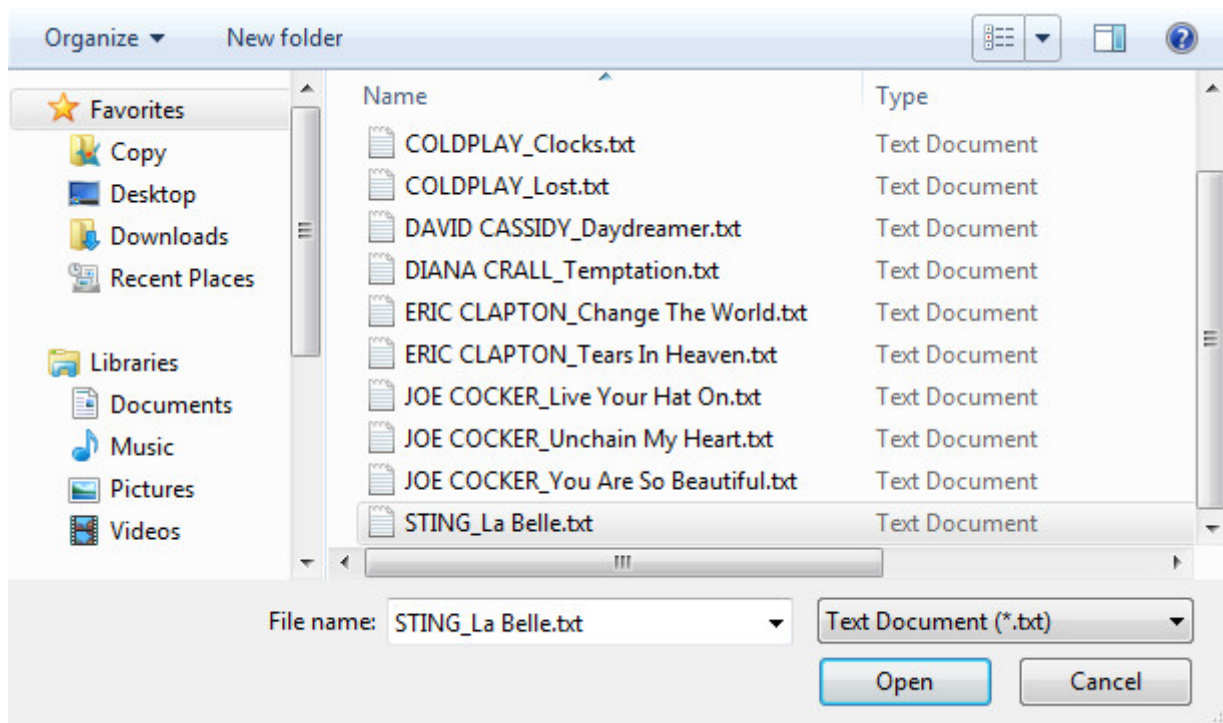 Organize New folder
Favorites
Copy
Desktop
Downloads
Recent Places
Libraries
Documents
Music
Pictures
Videos
Name Type
COLDPLAY_Clocks.txt Text Document
COLDPLAY_Lost.txt Text Document
DAVID CASSIDY_Daydreamer.txt Text Document
DIANA CRALL_Temptation.txt Text Document
ERIC CLAPTON_Change The World.txt Text Document
ERIC CLAPTON_Tears In Heaven.txt Text Document
JOE COCKER_Live Your Hat On.txt Text Document
JOE COCKER_Unchain My Heart.txt Text Document
JOE COCKER_You Are So Beautiful.txt Text Document
STING_La Belle.txt Text Document
File name: STING_La Belle.txt Text Document (*.txt)
Open Cancel